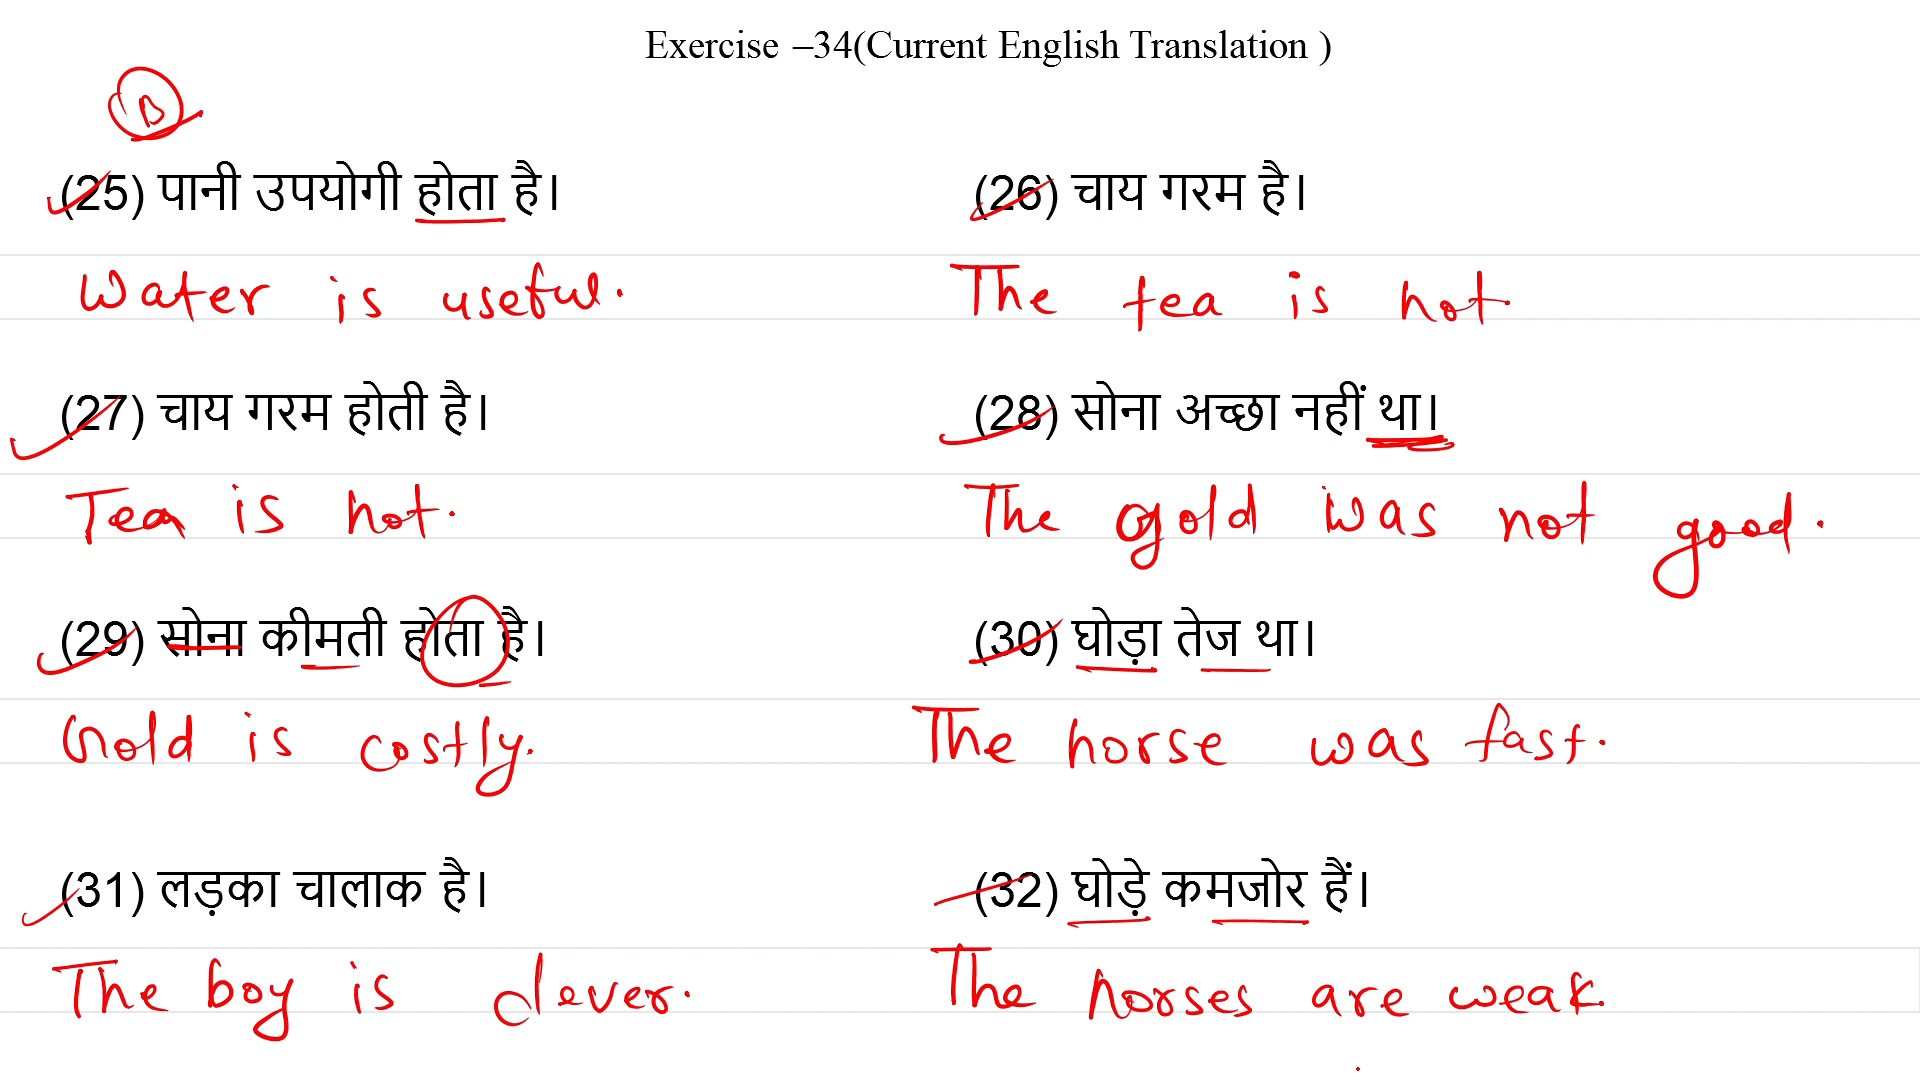 Exercise –34(Current English Translation )
B
(25) पानी उपयोगी होता है।
(26) चाय गरम है।
Water is useful.
The tea is hot.
(27) चाय गरम होती है।
(28) सोना अच्छा नहीं था।
Tea is hot.
The gold was not good.
(29) सोना कीमती होता है।
(30) घोड़ा तेज था।
Gold is costly.
The horse was fast.
(31) लड़का चालाक है।
(32) घोड़े कमजोर हैं।
The boy is clever.
The horses are weak.